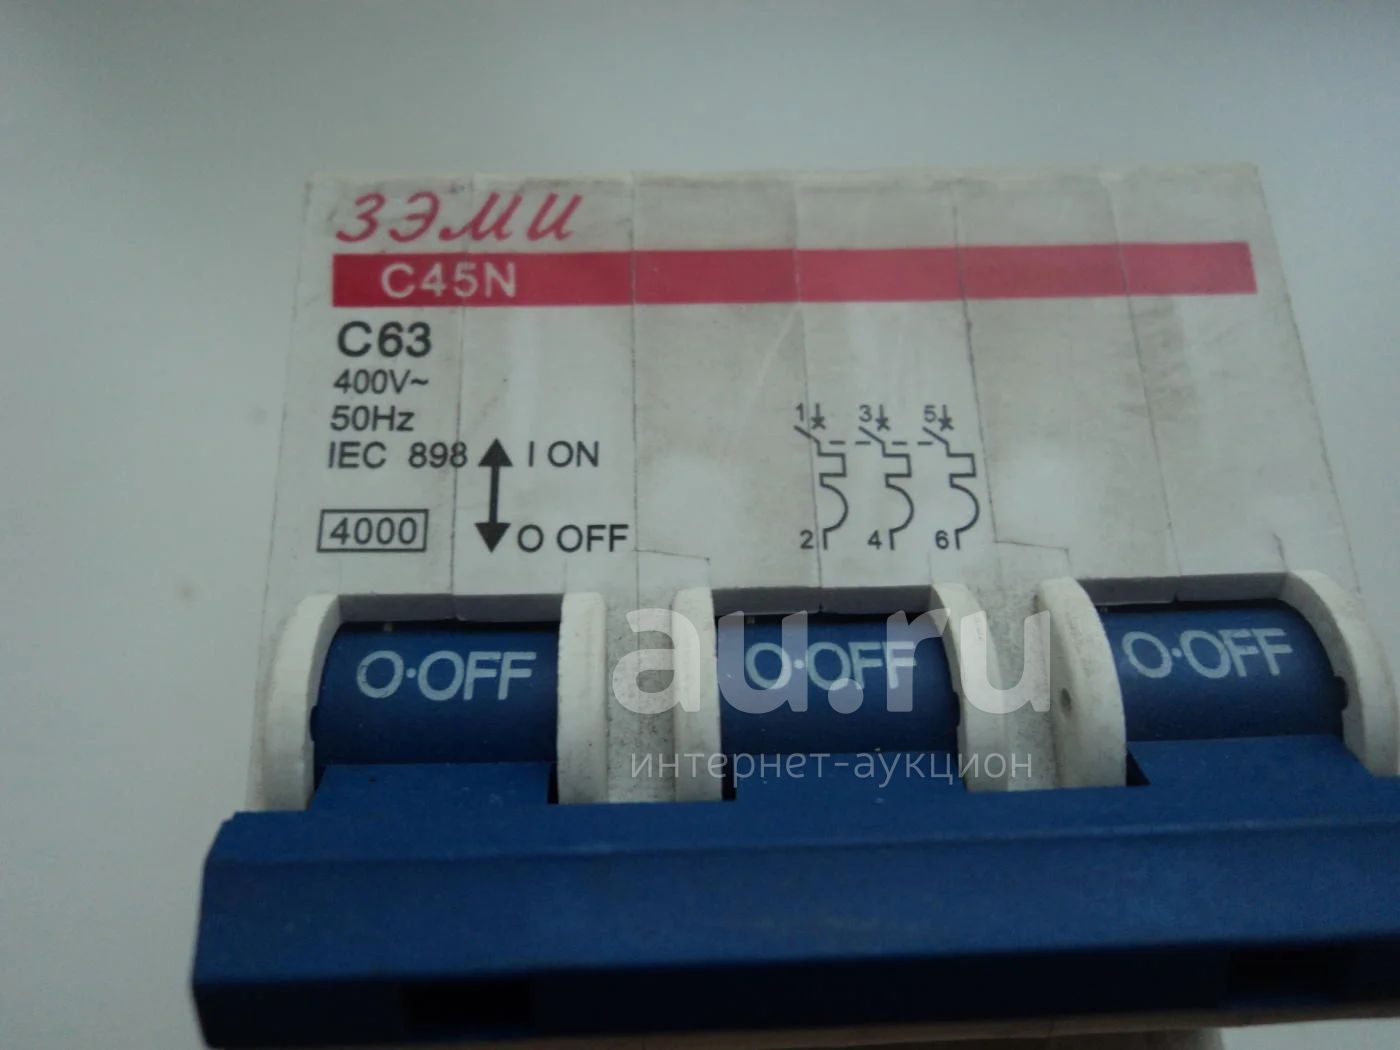 ЗЭМИ
C45N
C63
400V~
50Hz
IEC 898
I ON
4000
O OFF
1 3 5
2 4 6
O·OFF O·OFF O·OFF
au.ru
интернет-аукцион